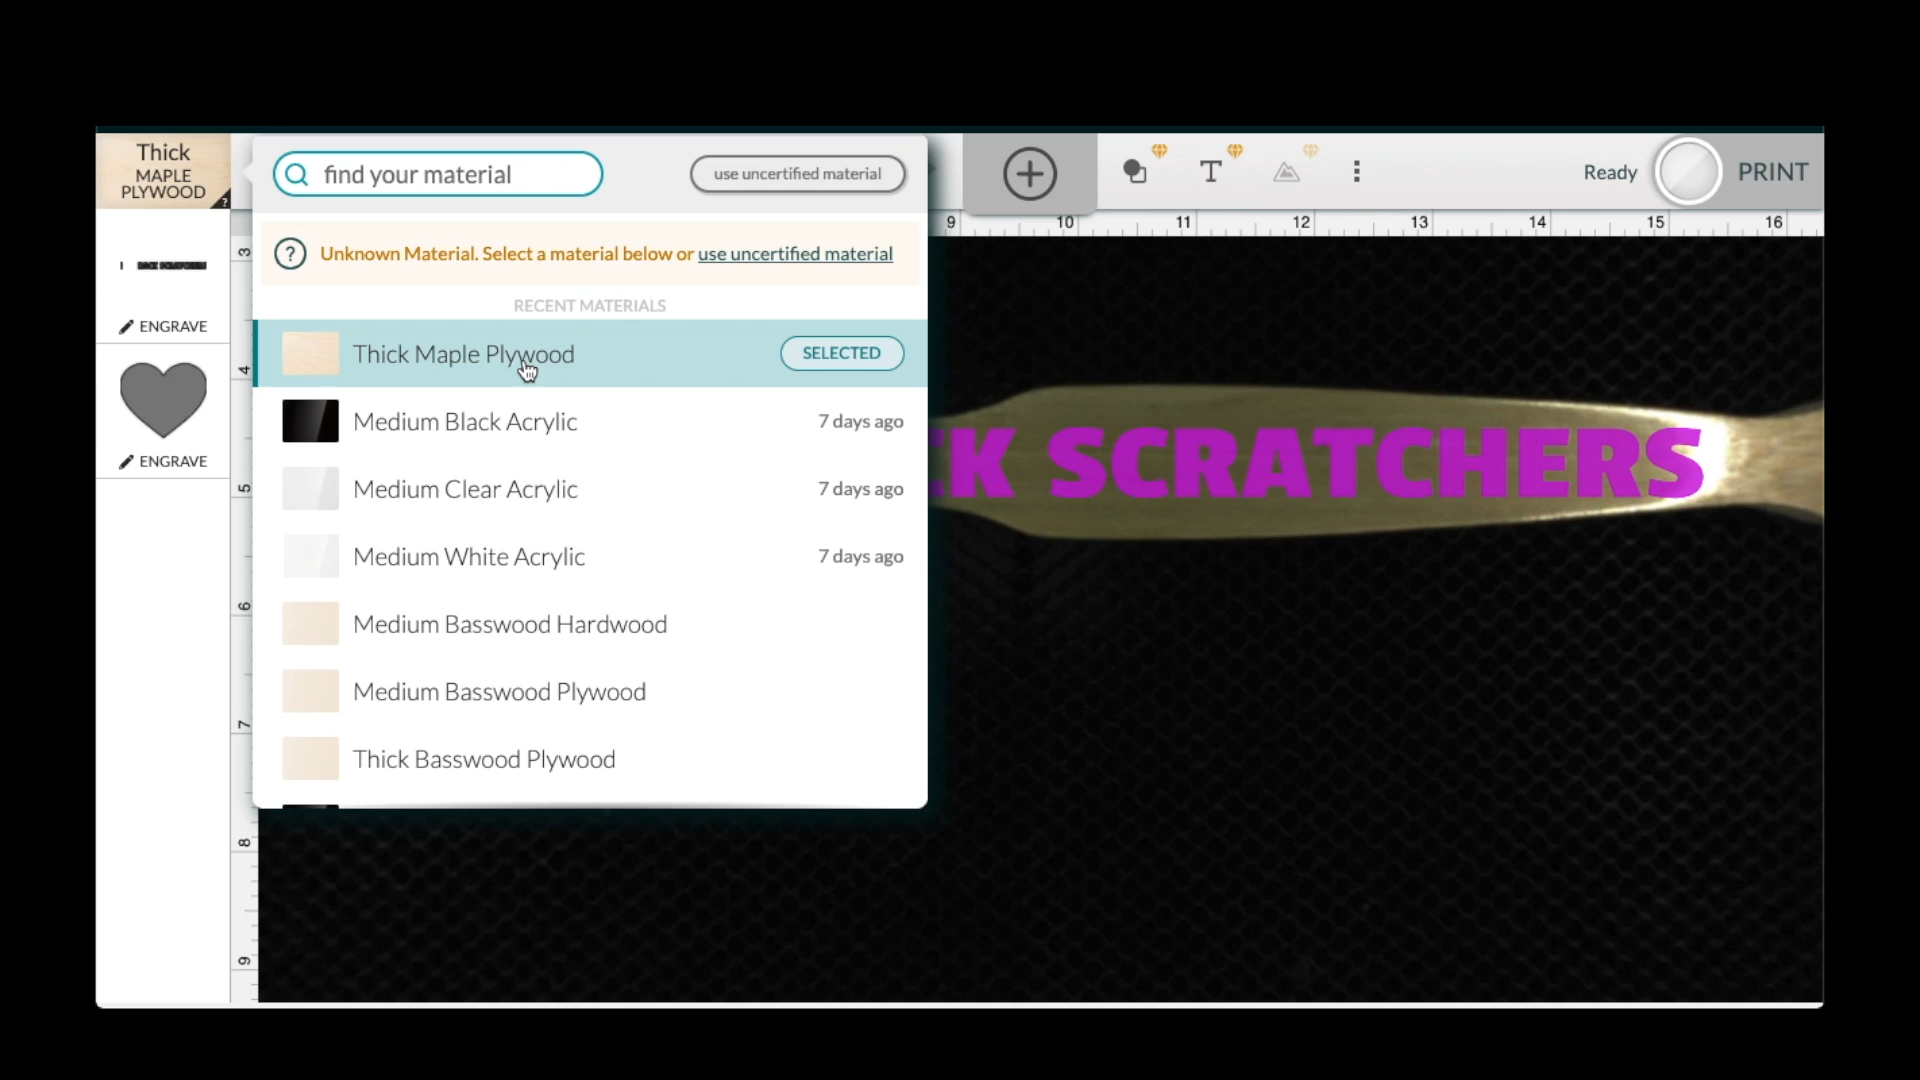 Thick
MAPLE
PLYWOOD
?
find your material
use uncertified material
T
Ready
PRINT
9 10 11 12 13 14 15 16
? Unknown Material. Select a material below or use uncertified material
RECENT MATERIALS
Thick Maple Plywood SELECTED
Medium Black Acrylic 7 days ago
Medium Clear Acrylic 7 days ago
Medium White Acrylic 7 days ago
Medium Basswood Hardwood
Medium Basswood Plywood
Thick Basswood Plywood
ENGRAVE
ENGRAVE
3
4
5
6
7
8
9
CK SCRATCHERS